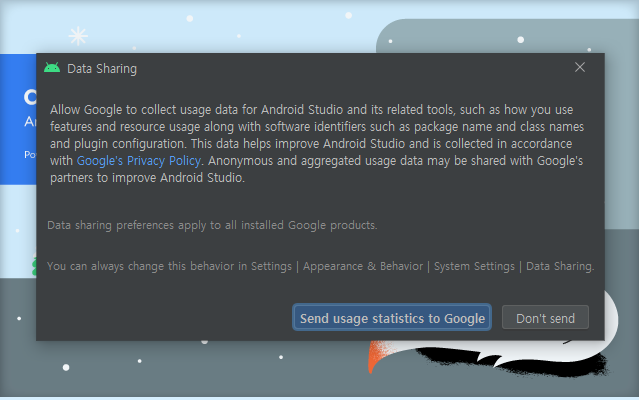 Data Sharing
Allow Google to collect usage data for Android Studio and its related tools, such as how you use
features and resource usage along with software identifiers such as package name and class names
and plugin configuration. This data helps improve Android Studio and is collected in accordance
with Google's Privacy Policy. Anonymous and aggregated usage data may be shared with Google's
partners to improve Android Studio.
Data sharing preferences apply to all installed Google products.
You can always change this behavior in Settings | Appearance & Behavior | System Settings | Data Sharing.
Send usage statistics to Google
Don't send